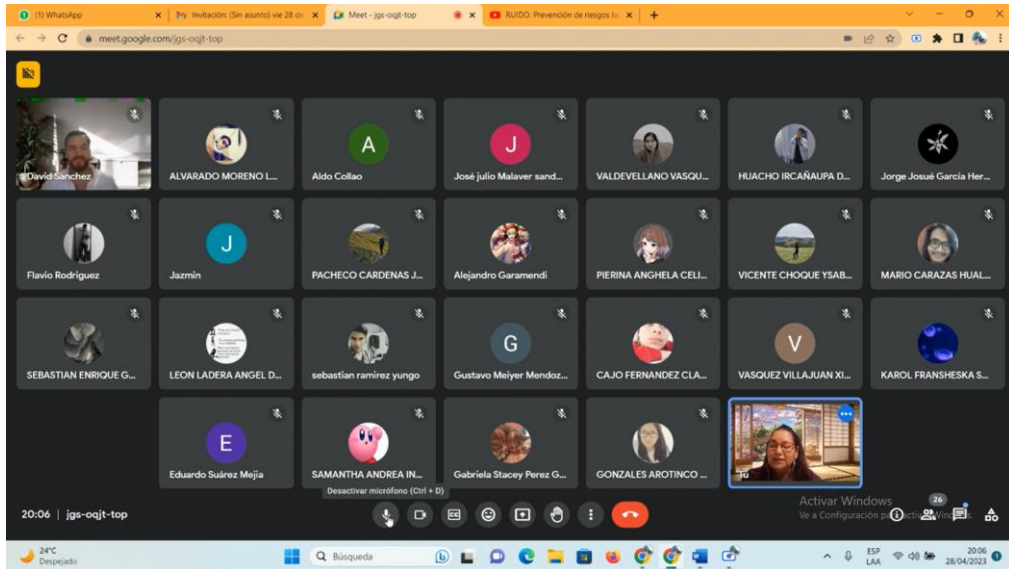 (1) WhatsApp
Invitación: (Sin asunto) vie 28 de
Meet - jgs-oqjt-top
RUIDO. Prevención de riesgos lab
meet.google.com/jgs-oqjt-top
David Sanchez
ALVARADO MORENO L...
A
Aldo Collao
J
José julio Malaver sand...
VALDEVELLANO VASQU...
HUACHO IRCAÑAUPA D...
Jorge Josué García Her...
Flavio Rodriguez
J
Jazmin
PACHECO CARDENAS J...
Alejandro Garamendi
PIERINA ANGHELA CELI...
VICENTE CHOQUE YSAB...
MARIO CARAZAS HUAL...
SEBASTIAN ENRIQUE G...
LEON LADERA ANGEL D...
sebastian ramirez yungo
G
Gustavo Meiyer Mendoz...
CAJO FERNANDEZ CLA...
V
VASQUEZ VILLAJUAN XI...
KAROL FRANSHESKA S...
E
Eduardo Suárez Mejia
SAMANTHA ANDREA IN...
Gabriela Stacey Perez G...
GONZALES AROTINCO ...
Tú
Desactivar micrófono (Ctrl + D)
Activar Windows
Ve a Configuración para activar Windows.
26
20:06 | jgs-oqjt-top
24°C
Despejado
Búsqueda
ESP
LAA
20:06
28/04/2023